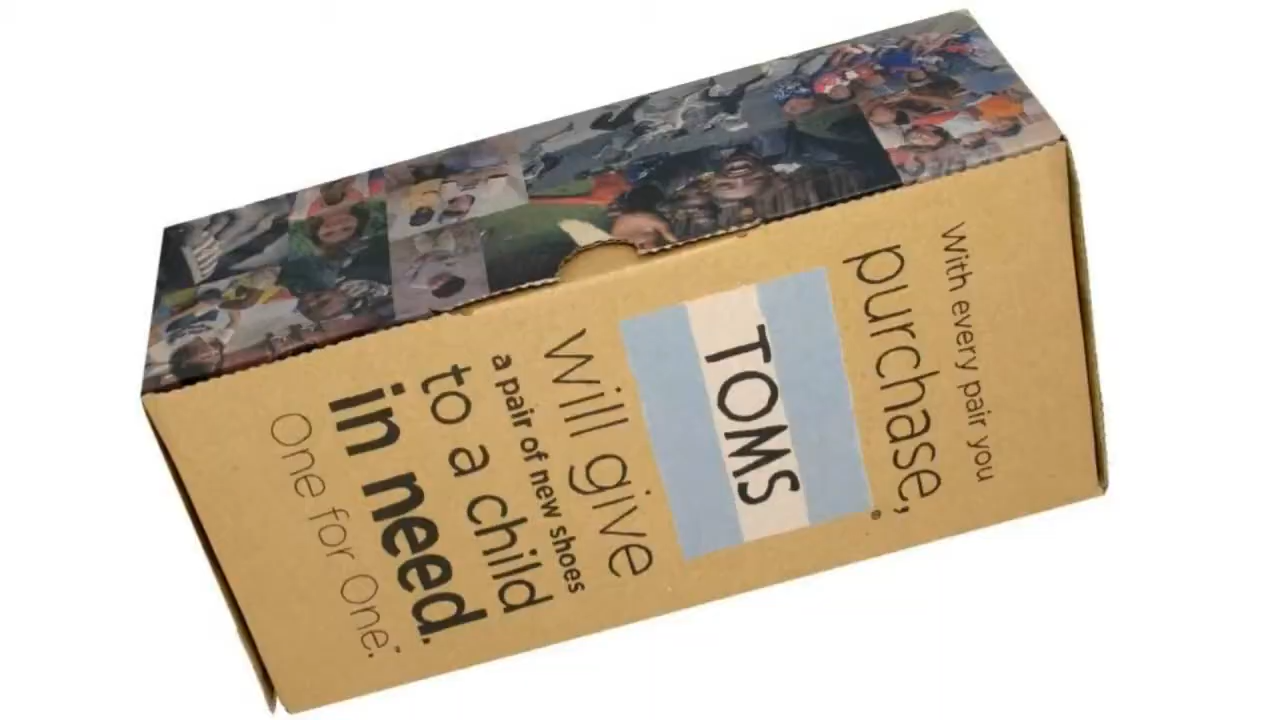 With every pair you
purchase,
TOMS®
will give
a pair of new shoes
to a child
in need.
One for One.™